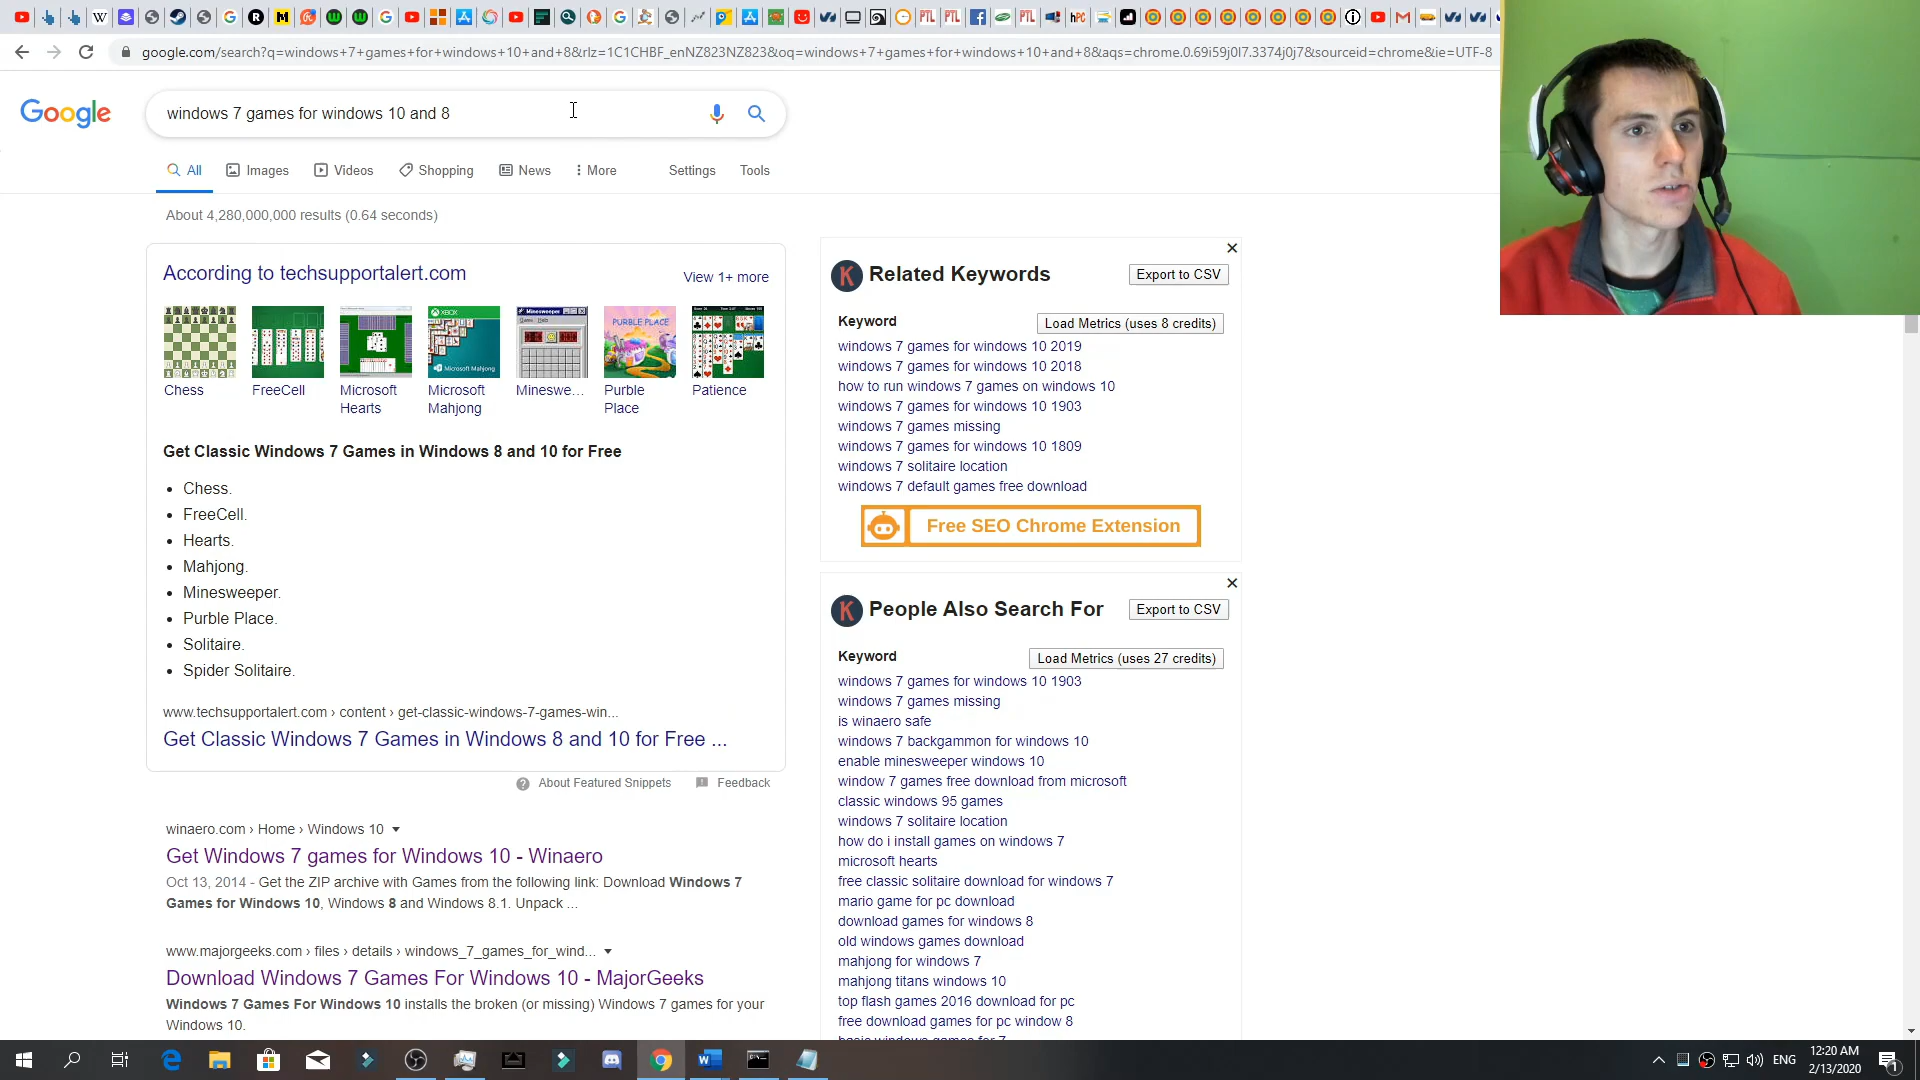 google.com/search?q=windows+7+games+for+windows+10+and+8&rlz=1C1CHBF_enNZ823NZ823&oq=windows+7+games+for+windows+10+and+8&aqs=chrome.0.69i59j0l7.3374j0j7&sourceid=chrome&ie=UTF-8
Google
windows 7 games for windows 10 and 8
All Images Videos Shopping News More Settings Tools
About 4,280,000,000 results (0.64 seconds)
According to techsupportalert.com
View 1+ more
Chess
FreeCell
Microsoft Hearts
Microsoft Mahjong
Mineswe...
Purble Place
Patience
Get Classic Windows 7 Games in Windows 8 and 10 for Free
Chess.
FreeCell.
Hearts.
Mahjong.
Minesweeper.
Purble Place.
Solitaire.
Spider Solitaire.
www.techsupportalert.com › content › get-classic-windows-7-games-win...
Get Classic Windows 7 Games in Windows 8 and 10 for Free ...
About Featured Snippets Feedback
winaero.com › Home › Windows 10
Get Windows 7 games for Windows 10 - Winaero
Oct 13, 2014 - Get the ZIP archive with Games from the following link: Download Windows 7
Games for Windows 10, Windows 8 and Windows 8.1. Unpack ...
www.majorgeeks.com › files › details › windows_7_games_for_wind...
Download Windows 7 Games For Windows 10 - MajorGeeks
Windows 7 Games For Windows 10 installs the broken (or missing) Windows 7 games for your
Windows 10.
Related Keywords
Export to CSV
Keyword
Load Metrics (uses 8 credits)
windows 7 games for windows 10 2019
windows 7 games for windows 10 2018
how to run windows 7 games on windows 10
windows 7 games for windows 10 1903
windows 7 games missing
windows 7 games for windows 10 1809
windows 7 solitaire location
windows 7 default games free download
Free SEO Chrome Extension
People Also Search For
Export to CSV
Keyword
Load Metrics (uses 27 credits)
windows 7 games for windows 10 1903
windows 7 games missing
is winaero safe
windows 7 backgammon for windows 10
enable minesweeper windows 10
window 7 games free download from microsoft
classic windows 95 games
windows 7 solitaire location
how do i install games on windows 7
microsoft hearts
free classic solitaire download for windows 7
mario game for pc download
download games for windows 8
old windows games download
mahjong for windows 7
mahjong titans windows 10
top flash games 2016 download for pc
free download games for pc window 8
ENG
12:20 AM
2/13/2020